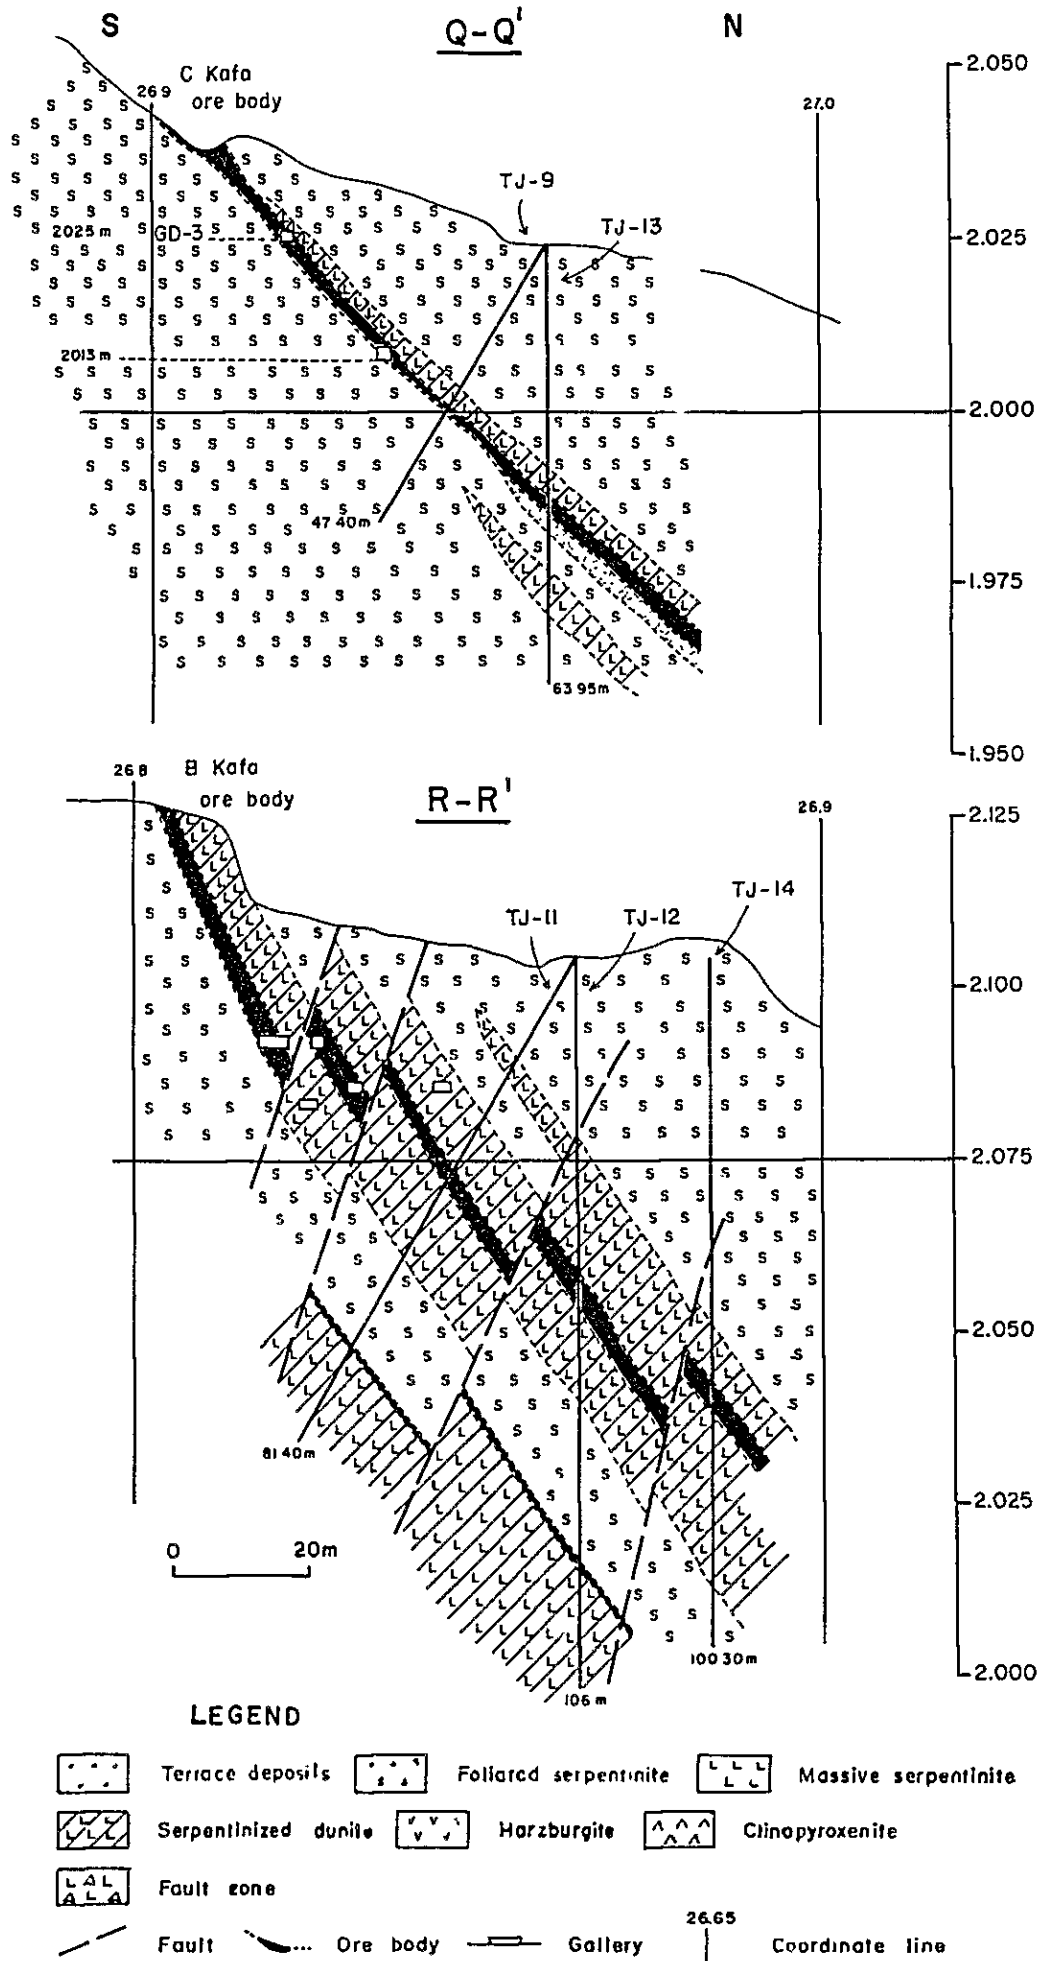 S Q-Q' N
2.050
C Kafa
ore body
26 9
27.0
TJ-9
TJ-13
2025 m GD-3
2.025
2013 m
2.000
47 40m
1.975
63 95m
1.950
26 8
B Kafa
ore body
R-R'
26.9
2.125
TJ-11 TJ-12 TJ-14
2.100
2.075
2.050
81 40m
2.025
0 20m
100 30m
2.000
106 m
LEGEND
Terrace deposits Foliarod serpentinite Massive serpentinite
Serpentinized dunite Harzburgite Clinapyroxenite
Fault zone
26.65
Fault Ore body Gallery Coordinate line